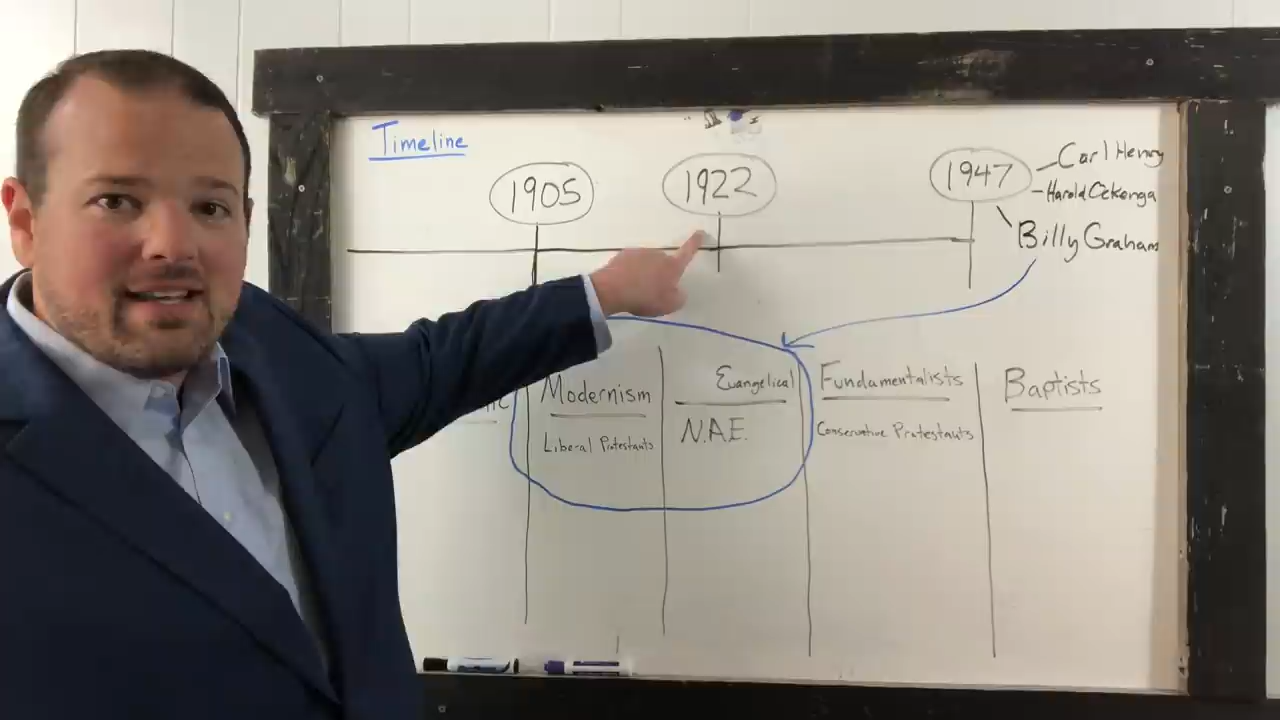 Timeline
1905
1922
1947
Carl Henry
Harold Ockenga
Billy Graham
Modernism
Liberal Protestants
Evangelical
N.A.E.
Fundamentalists
Conservative Protestants
Baptists